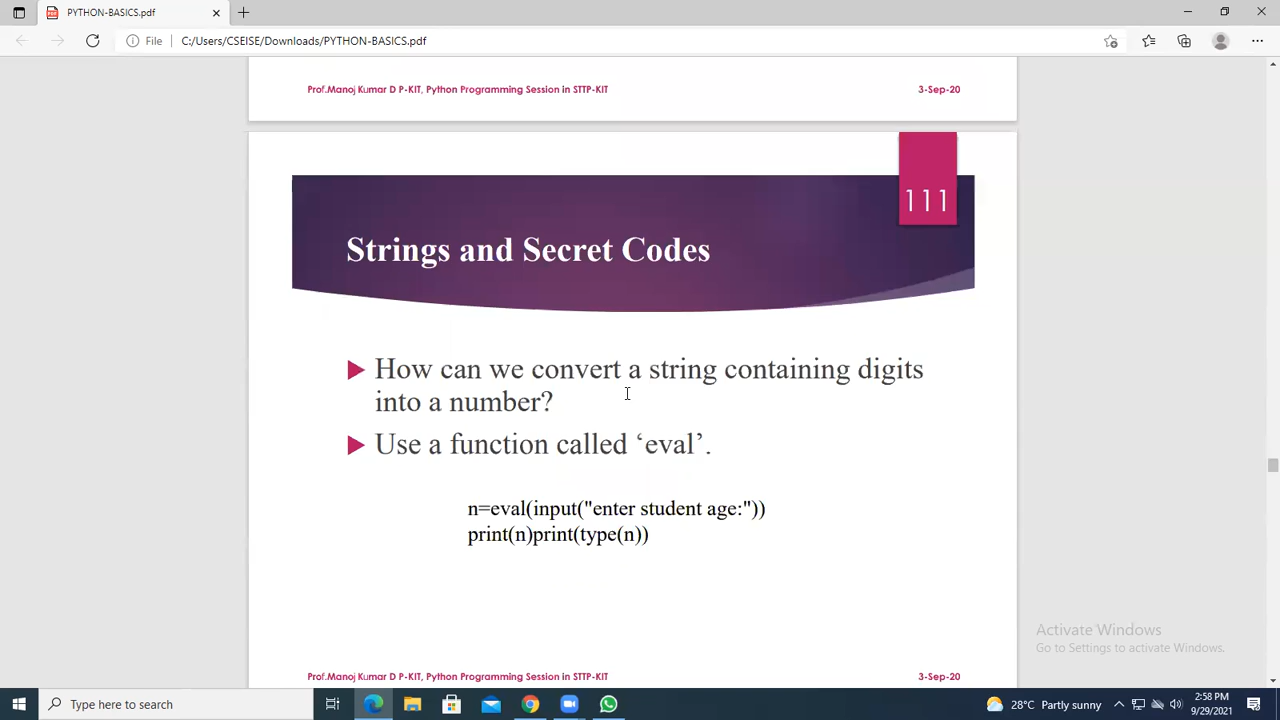 PYTHON-BASICS.pdf
File
C:/Users/CSEISE/Downloads/PYTHON-BASICS.pdf
Prof.Manoj Kumar D P-KIT, Python Programming Session in STTP-KIT
3-Sep-20
111
Strings and Secret Codes
How can we convert a string containing digits
into a number?
Use a function called ‘eval’.
n=eval(input("enter student age:"))
print(n)print(type(n))
Activate Windows
Go to Settings to activate Windows.
Prof.Manoj Kumar D P-KIT, Python Programming Session in STTP-KIT
3-Sep-20
Type here to search
28°C Partly sunny
2:58 PM
9/29/2021